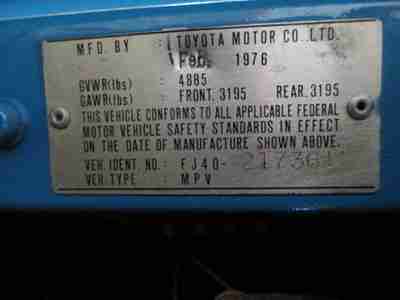 MFD. BY : TOYOTA MOTOR CO., LTD.
FEB. 1976
GVWR(lbs) : 4885
GAWR(lbs) : FRONT. 3195 REAR. 3195
THIS VEHICLE CONFORMS TO ALL APPLICABLE FEDERAL
MOTOR VEHICLE SAFETY STANDARDS IN EFFECT
ON THE DATE OF MANUFACTURE SHOWN ABOVE.
VEH. IDENT NO. : FJ40-
VEH. TYPE : MPV